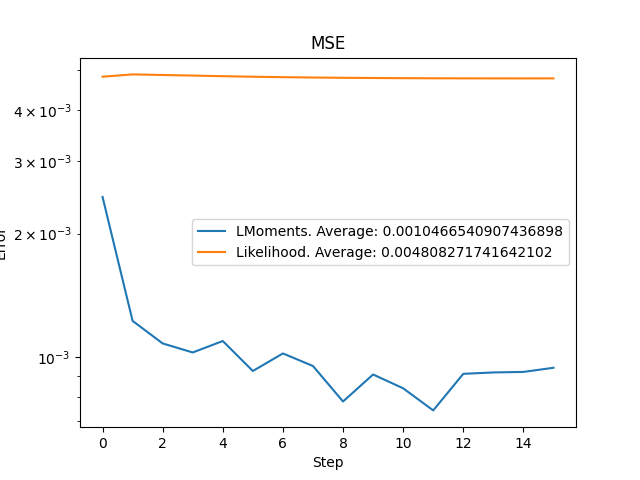 MSE
4 × 10⁻³
3 × 10⁻³
2 × 10⁻³
10⁻³
LMoments. Average: 0.0010466540907436898
Likelihood. Average: 0.004808271741642102
0 2 4 6 8 10 12 14
Step